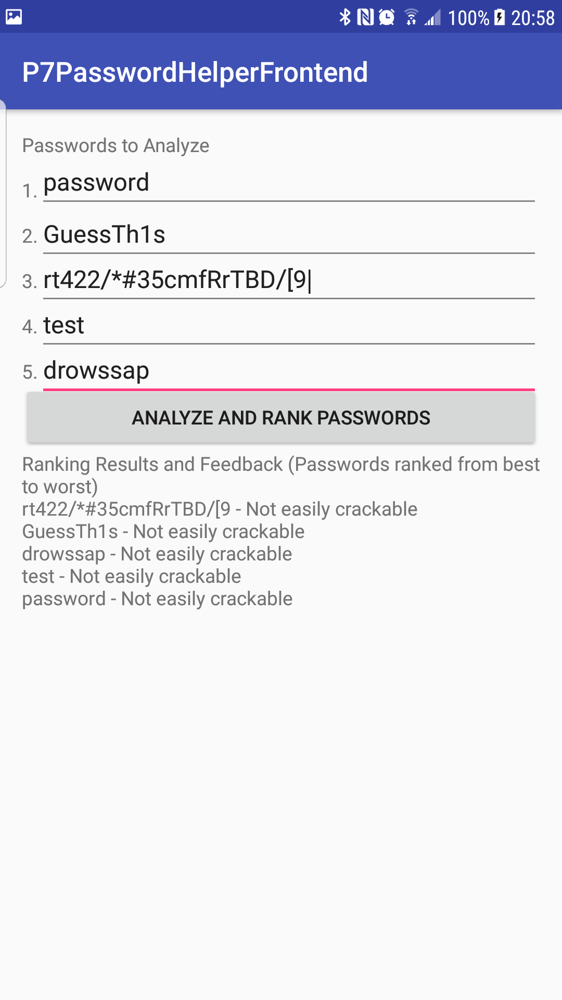 100% 20:58
P7PasswordHelperFrontend
Passwords to Analyze
1. password
2. GuessTh1s
3. rt422/*#35cmfRrTBD/[9
4. test
5. drowssap
ANALYZE AND RANK PASSWORDS
Ranking Results and Feedback (Passwords ranked from best
to worst)
rt422/*#35cmfRrTBD/[9 - Not easily crackable
GuessTh1s - Not easily crackable
drowssap - Not easily crackable
test - Not easily crackable
password - Not easily crackable